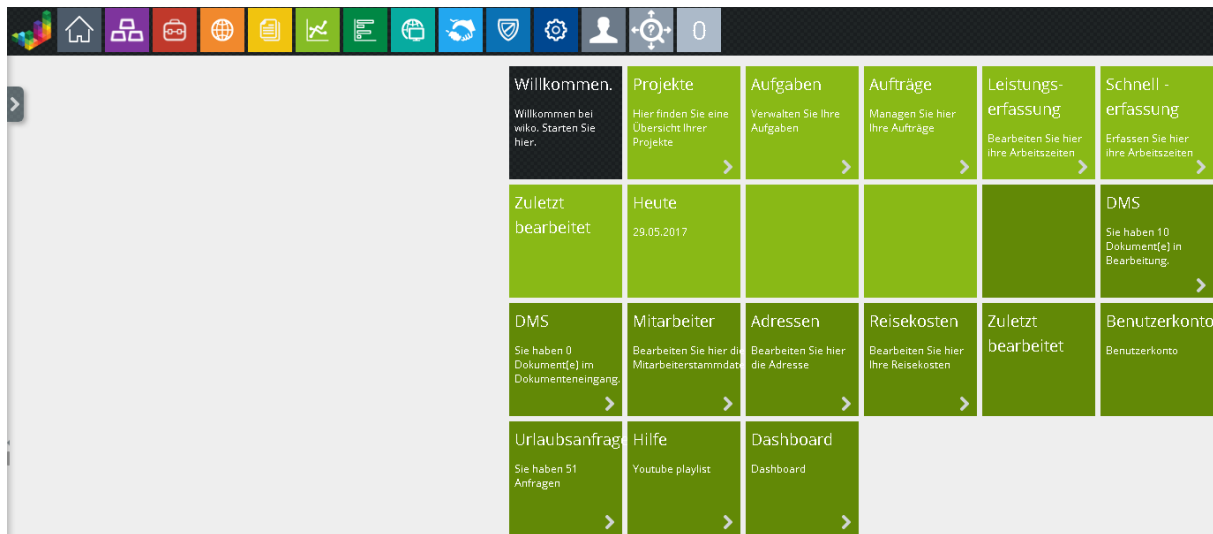 0
Willkommen.
Willkommen bei
wiko. Starten Sie
hier.
Projekte
Hier finden Sie eine
Übersicht Ihrer
Projekte
Aufgaben
Verwalten Sie Ihre
Aufgaben
Aufträge
Managen Sie hier
Ihre Aufträge
Leistungs-
erfassung
Bearbeiten Sie hier
ihre Arbeitszeiten
Schnell -
erfassung
Erfassen Sie hier
ihre Arbeitszeiten
Zuletzt
bearbeitet
Heute
29.05.2017
DMS
Sie haben 10
Dokument[e] in
Bearbeitung.
DMS
Sie haben 0
Dokument[e] im
Dokumenteneingang.
Mitarbeiter
Bearbeiten Sie hier die
Mitarbeiterstammdate
Adressen
Bearbeiten Sie hier
die Adresse
Reisekosten
Bearbeiten Sie hier
Ihre Reisekosten
Zuletzt
bearbeitet
Benutzerkonto
Benutzerkonto
Urlaubsanfrage
Sie haben 51
Anfragen
Hilfe
Youtube playlist
Dashboard
Dashboard